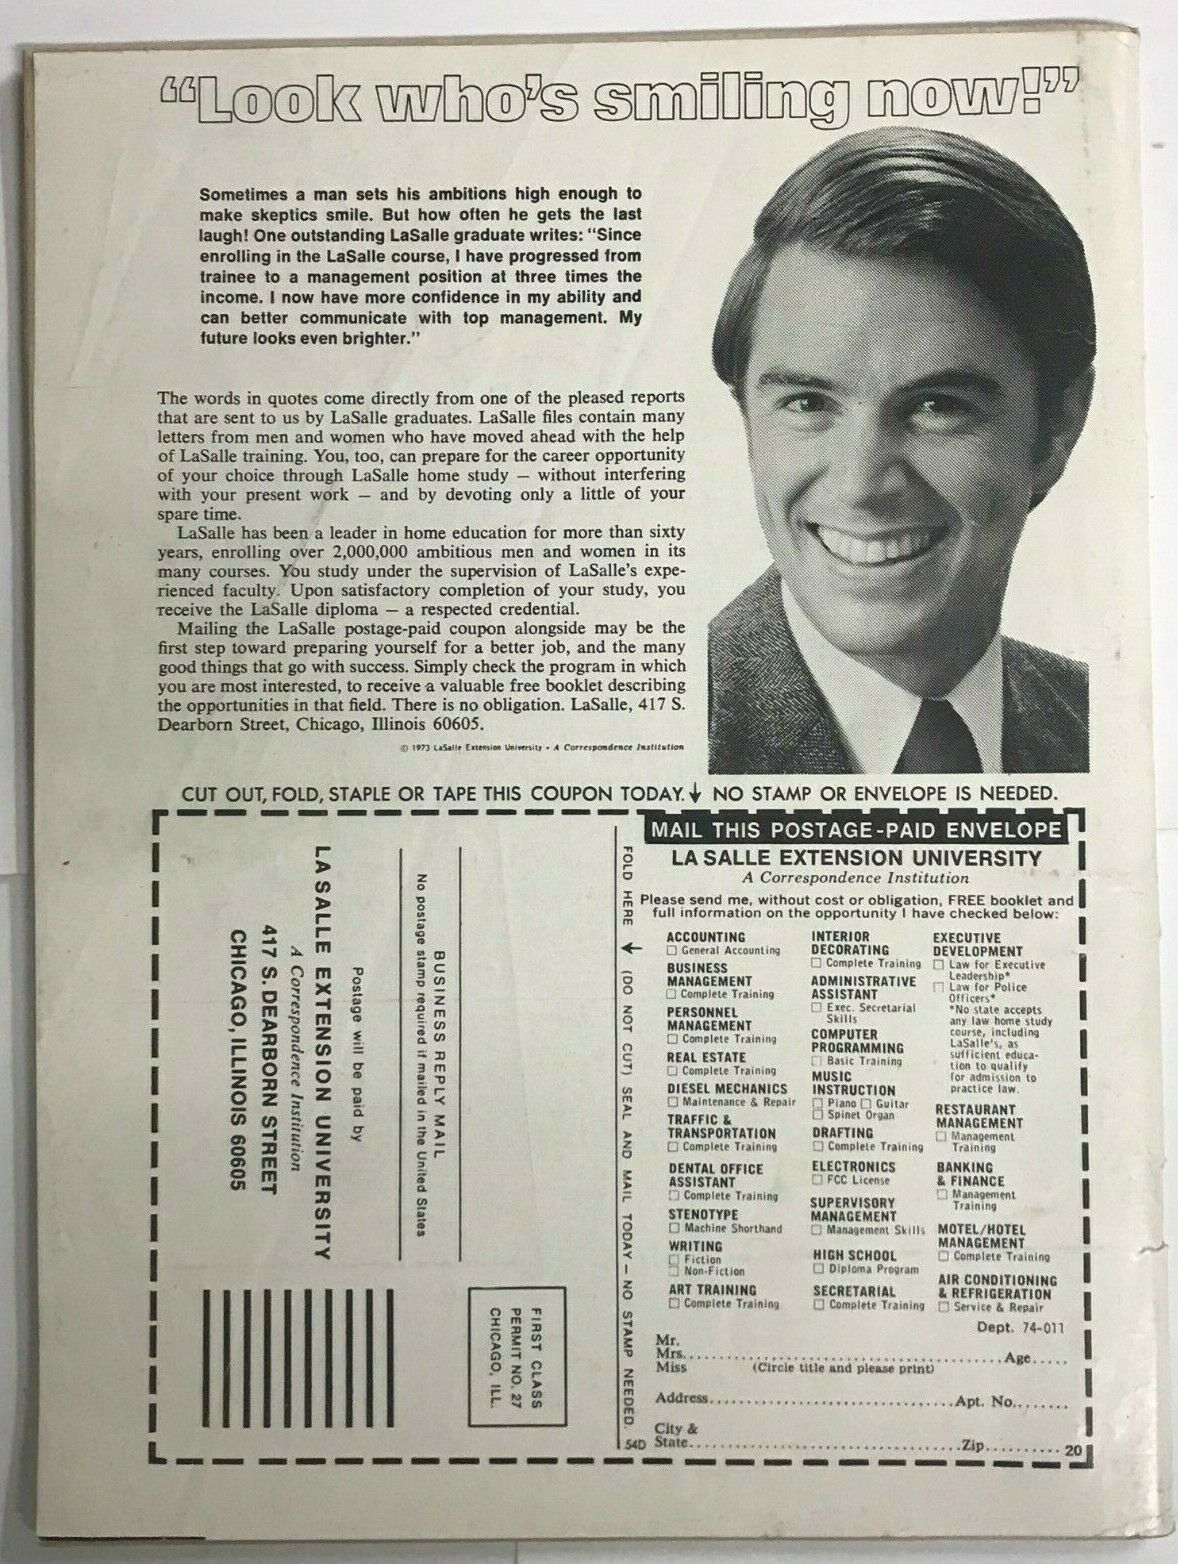 “Look who's smiling now!”
Sometimes a man sets his ambitions high enough to
make skeptics smile. But how often he gets the last
laugh! One outstanding LaSalle graduate writes: "Since
enrolling in the LaSalle course, I have progressed from
trainee to a management position at three times the
income. I now have more confidence in my ability and
can better communicate with top management. My
future looks even brighter."
The words in quotes come directly from one of the pleased reports
that are sent to us by LaSalle graduates. LaSalle files contain many
letters from men and women who have moved ahead with the help
of LaSalle training. You, too, can prepare for the career opportunity
of your choice through LaSalle home study — without interfering
with your present work — and by devoting only a little of your
spare time.
LaSalle has been a leader in home education for more than sixty
years, enrolling over 2,000,000 ambitious men and women in its
many courses. You study under the supervision of LaSalle's expe-
rienced faculty. Upon satisfactory completion of your study, you
receive the LaSalle diploma — a respected credential.
Mailing the LaSalle postage-paid coupon alongside may be the
first step toward preparing yourself for a better job, and the many
good things that go with success. Simply check the program in which
you are most interested, to receive a valuable free booklet describing
the opportunities in that field. There is no obligation. LaSalle, 417 S.
Dearborn Street, Chicago, Illinois 60605.
© 1973 LaSalle Extension University • A Correspondence Institution
CUT OUT, FOLD, STAPLE OR TAPE THIS COUPON TODAY. NO STAMP OR ENVELOPE IS NEEDED.
FIRST CLASS
PERMIT NO. 27
CHICAGO, ILL.
BUSINESS REPLY MAIL
No postage stamp required if mailed in the United States
Postage will be paid by
LA SALLE EXTENSION UNIVERSITY
A Correspondence Institution
417 S. DEARBORN STREET
CHICAGO, ILLINOIS 60605
FOLD HERE (DO NOT CUT) SEAL AND MAIL TODAY – NO STAMP NEEDED.
54D
MAIL THIS POSTAGE-PAID ENVELOPE
LA SALLE EXTENSION UNIVERSITY
A Correspondence Institution
Please send me, without cost or obligation, FREE booklet and
full information on the opportunity I have checked below:
ACCOUNTING
General Accounting
BUSINESS
MANAGEMENT
Complete Training
PERSONNEL
MANAGEMENT
Complete Training
REAL ESTATE
Complete Training
DIESEL MECHANICS
Maintenance & Repair
TRAFFIC &
TRANSPORTATION
Complete Training
DENTAL OFFICE
ASSISTANT
Complete Training
STENOTYPE
Machine Shorthand
WRITING
Fiction
Non-Fiction
ART TRAINING
Complete Training
INTERIOR
DECORATING
Complete Training
ADMINISTRATIVE
ASSISTANT
Exec. Secretarial
Skills
COMPUTER
PROGRAMMING
Basic Training
MUSIC
INSTRUCTION
Piano Guitar
Spinet Organ
DRAFTING
Complete Training
ELECTRONICS
FCC License
SUPERVISORY
MANAGEMENT
Management Skills
HIGH SCHOOL
Diploma Program
SECRETARIAL
Complete Training
EXECUTIVE
DEVELOPMENT
Law for Executive
Leadership*
Law for Police
Officers*
*No state accepts
any law home study
course, including
LaSalle's, as
sufficient educa-
tion to qualify
for admission to
practice law.
RESTAURANT
MANAGEMENT
Management
Training
BANKING
& FINANCE
Management
Training
MOTEL/HOTEL
MANAGEMENT
Complete Training
AIR CONDITIONING
& REFRIGERATION
Service & Repair
Dept. 74-011
Mr.
Mrs. Age
Miss (Circle title and please print)
Address Apt. No.
City &
State Zip 20